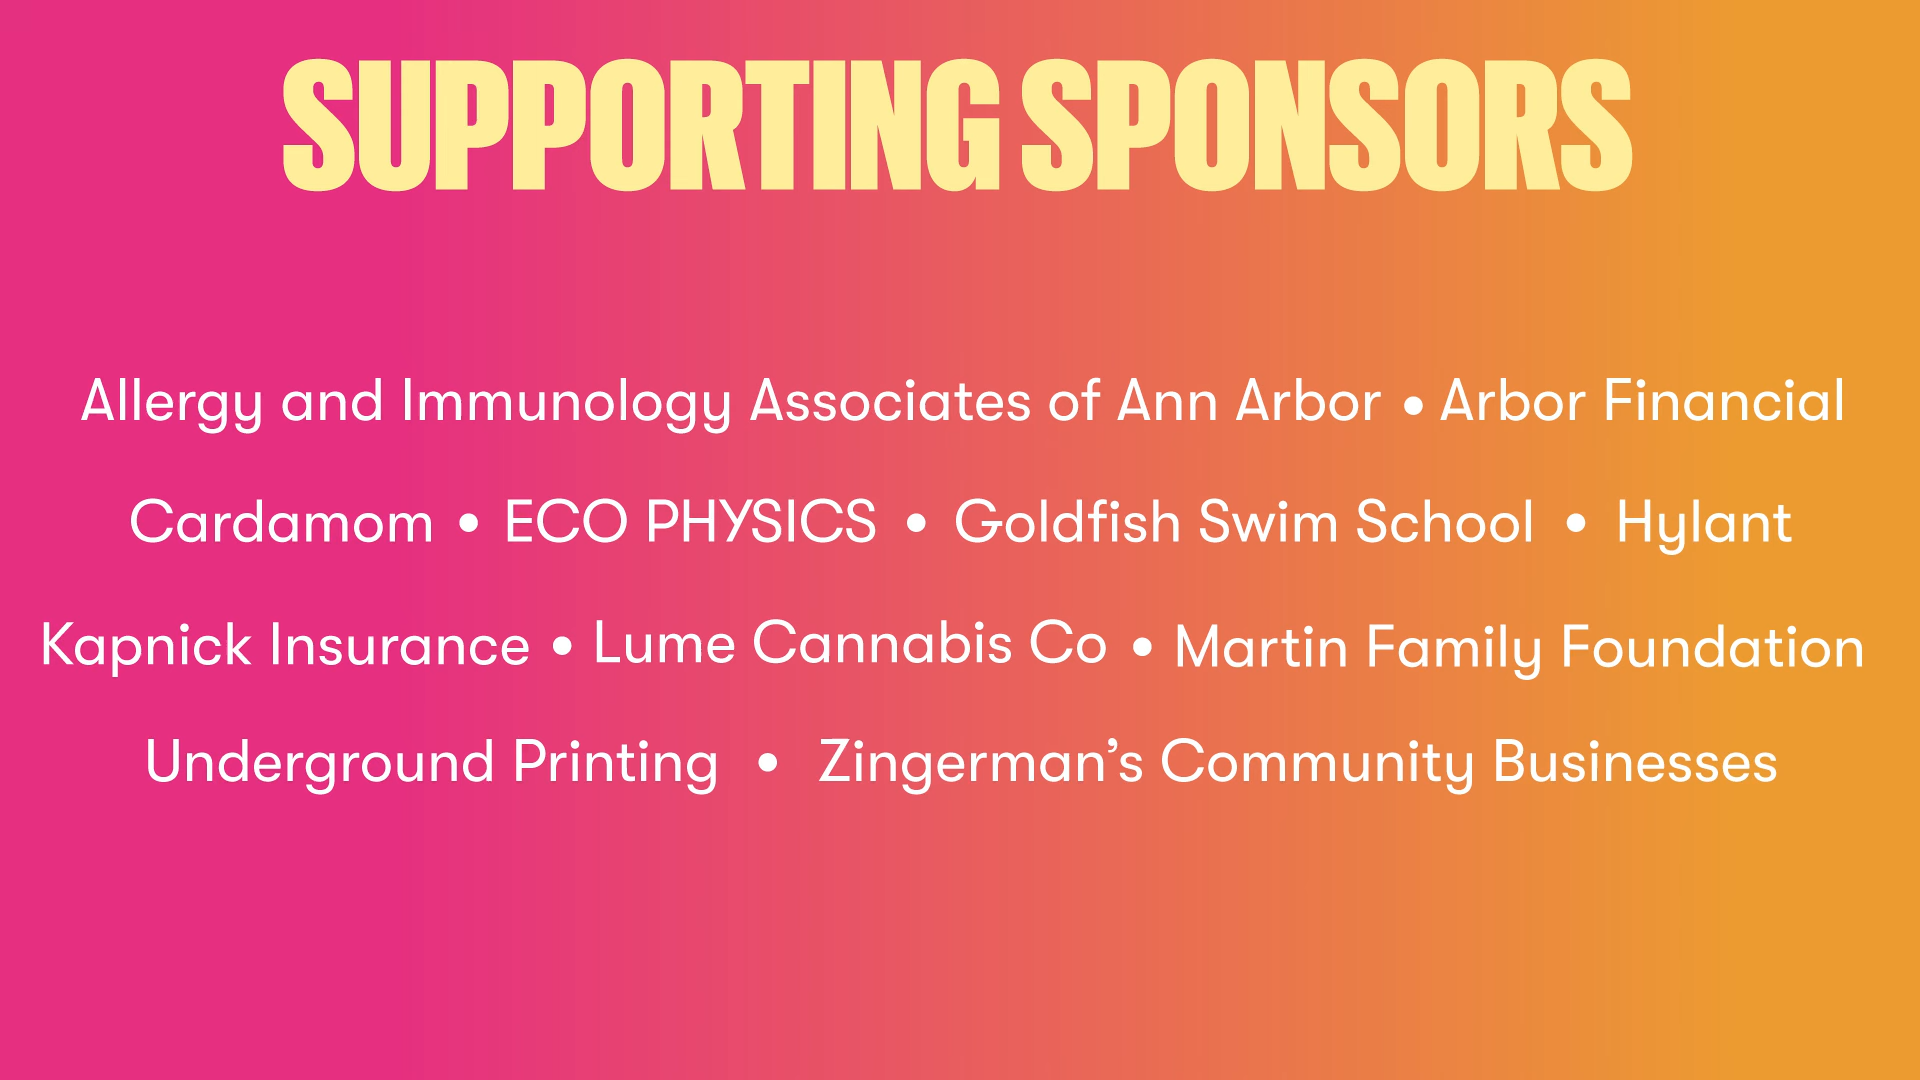 SUPPORTING SPONSORS
Allergy and Immunology Associates of Ann Arbor • Arbor Financial
Cardamom • ECO PHYSICS • Goldfish Swim School • Hylant
Kapnick Insurance • Lume Cannabis Co • Martin Family Foundation
Underground Printing • Zingerman’s Community Businesses